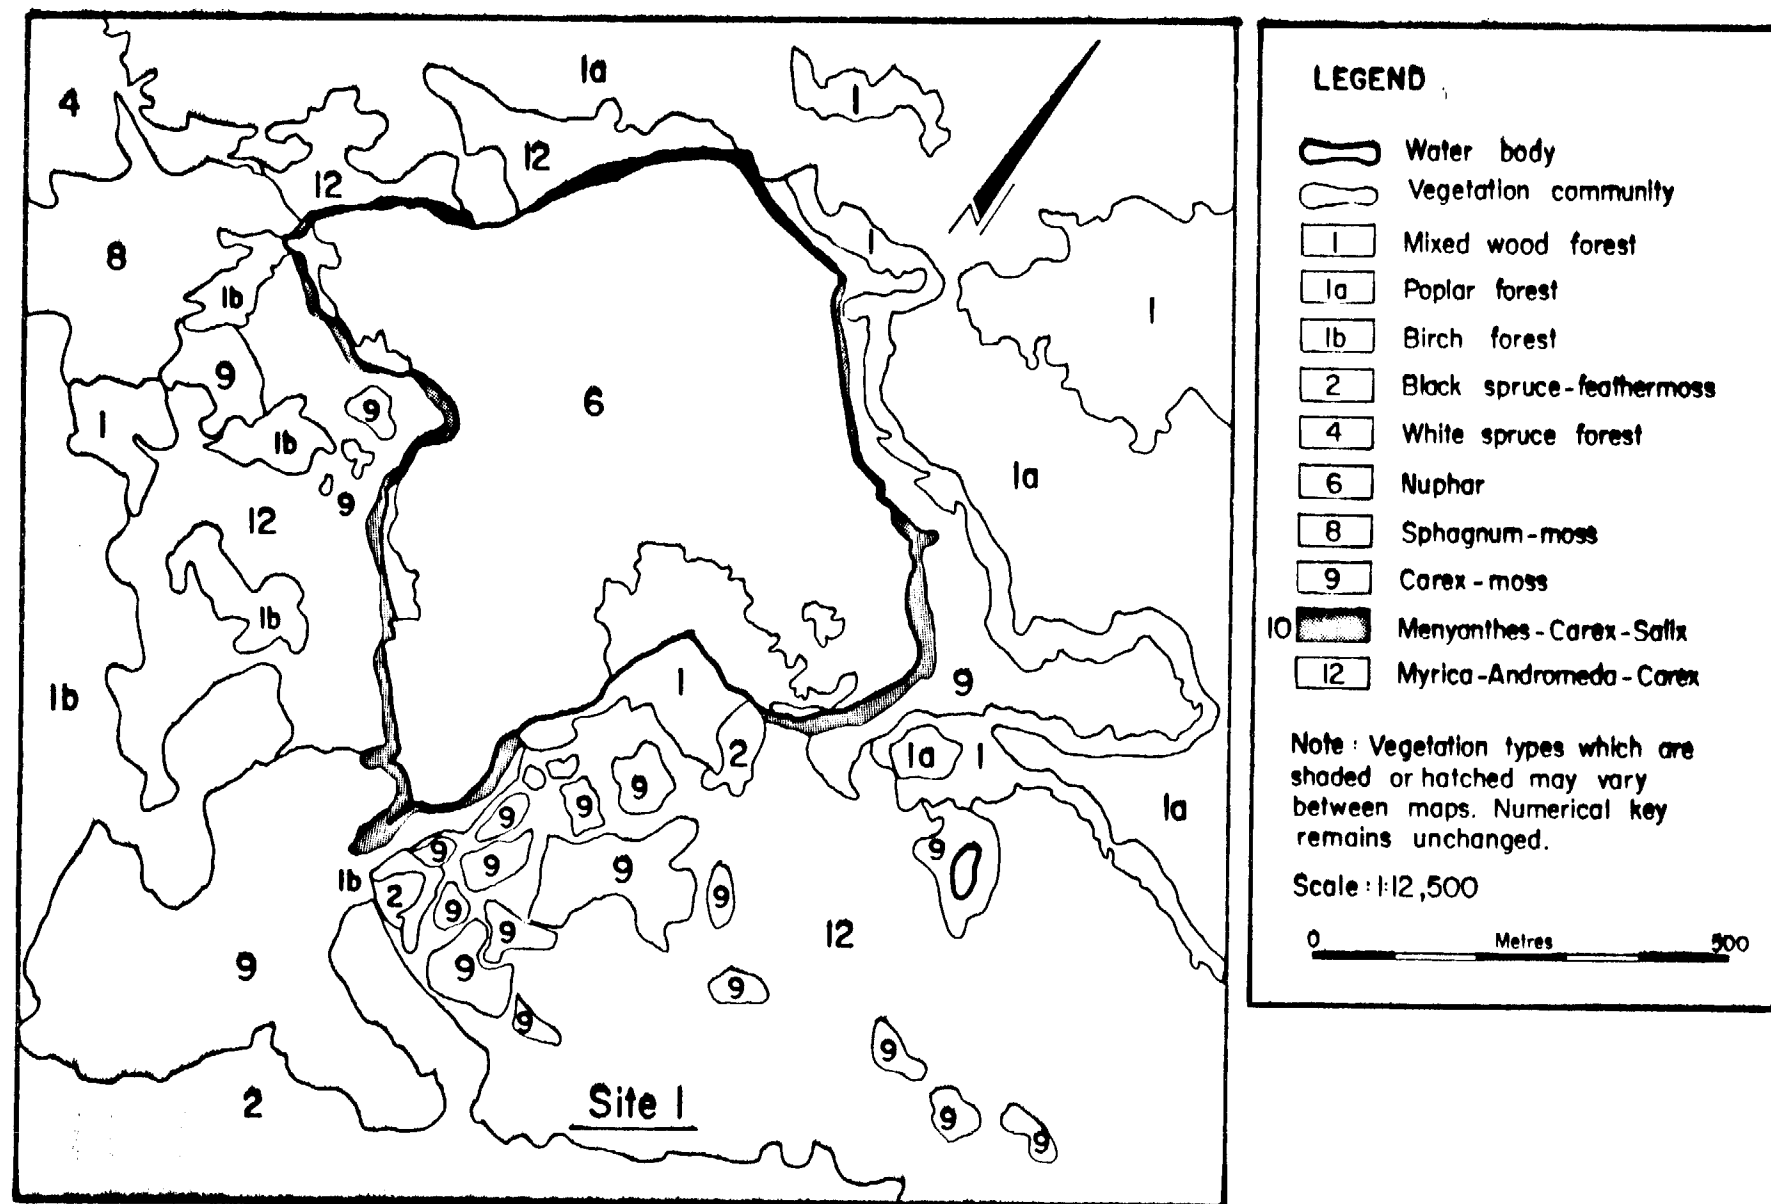 1a
4
1
12
12
8
1
1b
1
9
6
9
1
1b
1a
9
12
1b
1b
9
1
2
1a
1
9
9
9
1a
9
9
9
9
1b
2
9
9
9
12
9
9
9
9
9
2
Site 1
9
9
LEGEND
Water body
Vegetation community
1 Mixed wood forest
1a Poplar forest
1b Birch forest
2 Black spruce-feathermoss
4 White spruce forest
6 Nuphar
8 Sphagnum-moss
9 Carex-moss
10 Menyanthes-Carex-Salix
12 Myrica-Andromeda-Carex
Note: Vegetation types which are
shaded or hatched may vary
between maps. Numerical key
remains unchanged.
Scale: 1:12,500
0 Metres 500